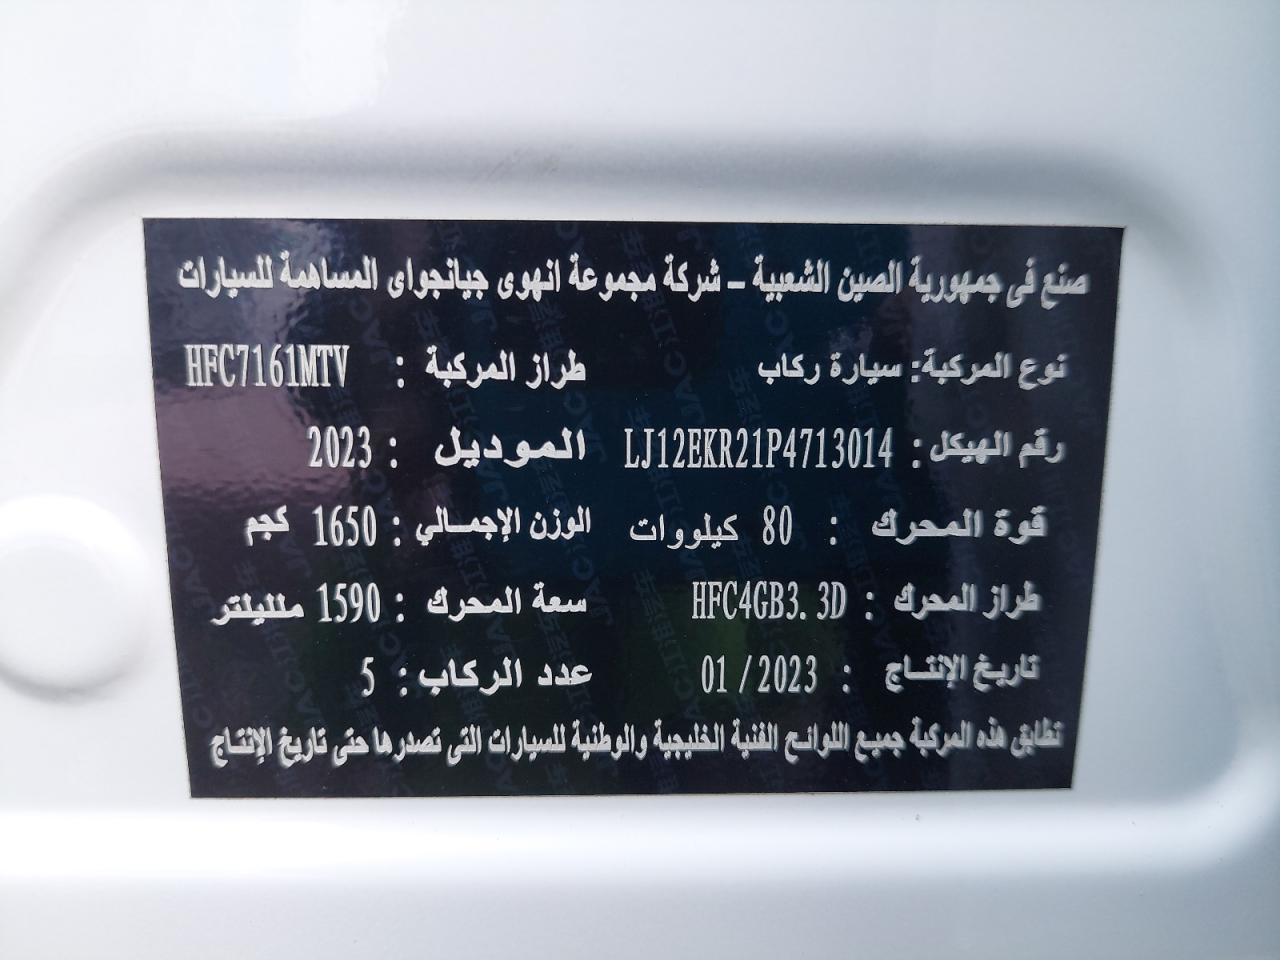 صنع فى جمهورية الصين الشعبية – شركة مجموعة انهوى جيانجواى المساهمة للسيارات
نوع المركبة: سيارة ركاب طراز المركبة : HFC7161MTV
رقم الهيكل : LJ12EKR21P4713014 الموديل : 2023
قوة المحرك : 80 كيلووات الوزن الإجمالي : 1650 كجم
طراز المحرك : HFC4GB3.3D سعة المحرك : 1590 ملليلتر
تاريخ الإنتاج : 01/2023 عدد الركاب : 5
تطابق هذه المركبة جميع اللوائح الفنية الخليجية والوطنية للسيارات التى تصدرها حتى تاريخ الإنتاج